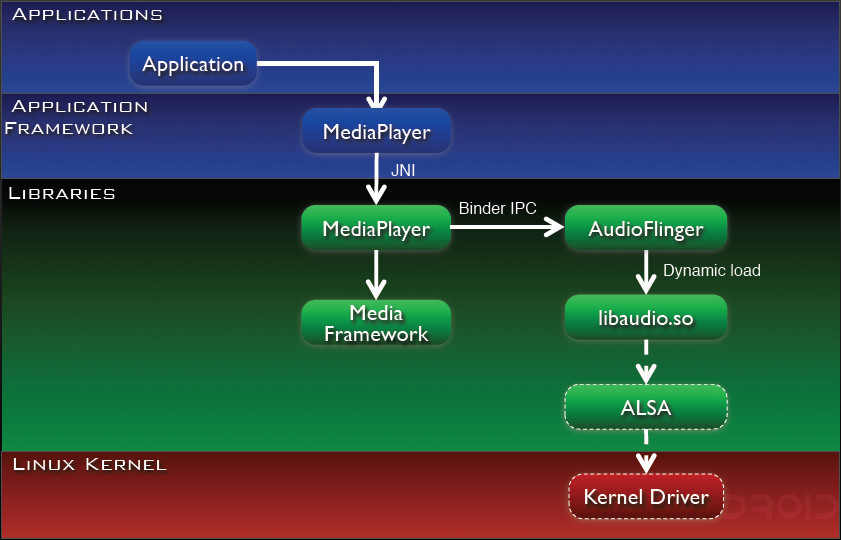 APPLICATIONS
Application
APPLICATION
FRAMEWORK
MediaPlayer
JNI
LIBRARIES
MediaPlayer
Binder IPC
AudioFlinger
Dynamic load
Media
Framework
libaudio.so
ALSA
LINUX KERNEL
Kernel Driver
DROID